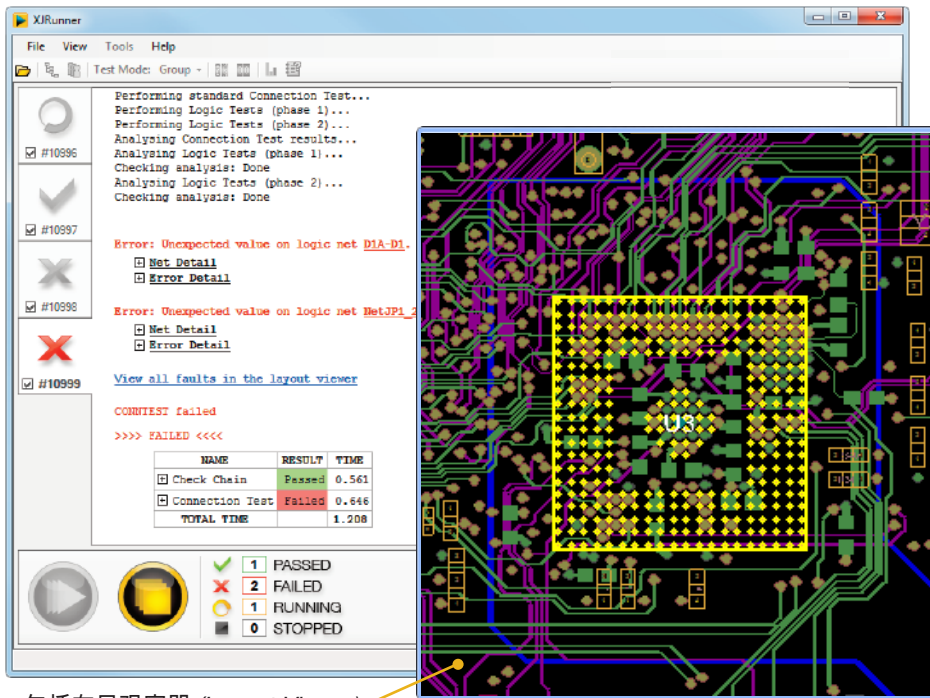 XJRunner
File View Tools Help
Test Mode: Group
Performing standard Connection Test...
Performing Logic Tests (phase 1)...
Performing Logic Tests (phase 2)...
Analysing Connection Test results...
Analysing Logic Tests (phase 1)...
Checking analysis: Done
Analysing Logic Tests (phase 2)...
Checking analysis: Done
#10996
#10997
#10998
#10999
Error: Unexpected value on logic net D1A-D1.
Net Detail
Error Detail
Error: Unexpected value on logic net NetJP1_2
Net Detail
Error Detail
View all faults in the layout viewer
CONNTEST failed
>>>> FAILED <<<<
NAME RESULT TIME
Check Chain Passed 0.561
Connection Test Failed 0.646
TOTAL TIME 1.208
1 PASSED
2 FAILED
1 RUNNING
0 STOPPED
U3